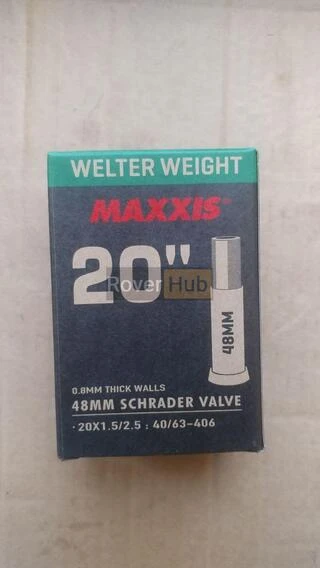 WELTER WEIGHT
MAXXIS
20"
Rover Hub
48MM
0.8MM THICK WALLS
48MM SCHRADER VALVE
· 20X1.5/2.5 : 40/63-406